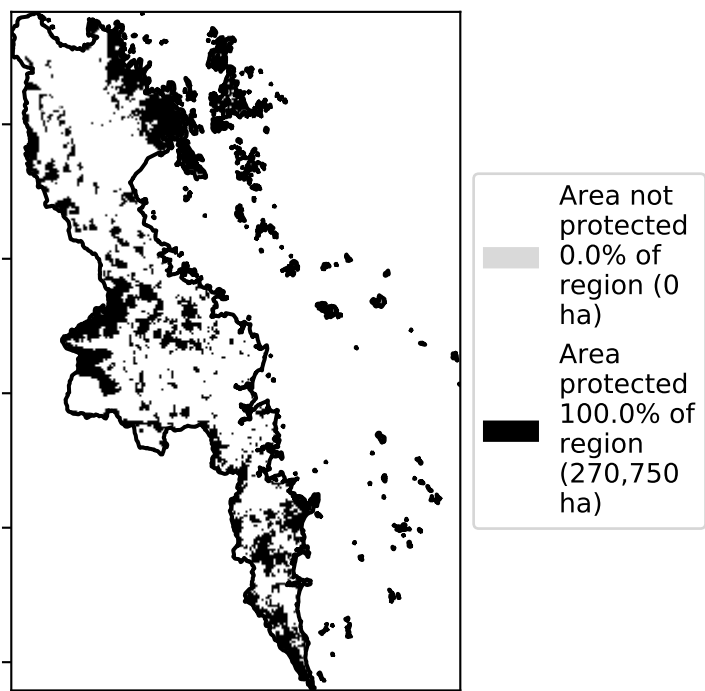 Area not
protected
0.0% of
region (0
ha)
Area
protected
100.0% of
region
(270,750
ha)